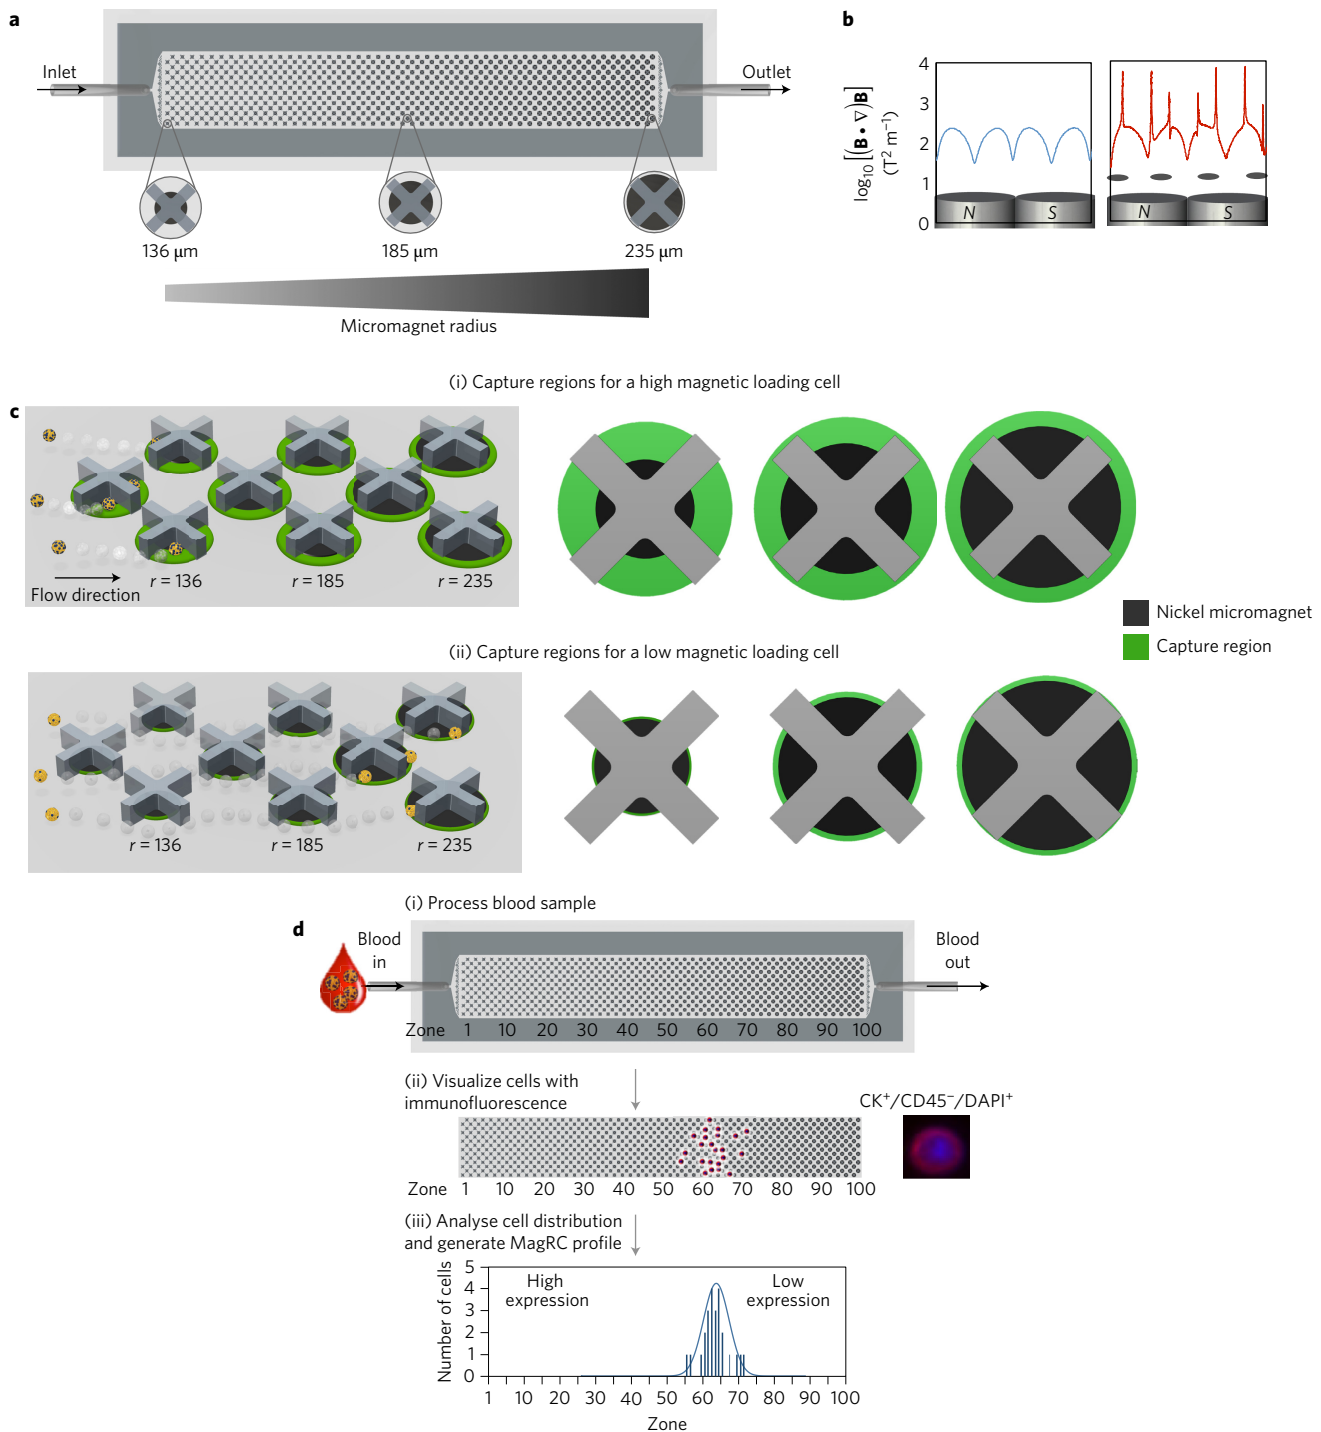 a
Inlet
Outlet
136 µm
185 µm
235 µm
Micromagnet radius
b
log10[(B • ∇)B]
(T² m⁻¹)
4
3
2
1
0
N
S
N
S
(i) Capture regions for a high magnetic loading cell
c
r = 136
r = 185
r = 235
Flow direction
Nickel micromagnet
Capture region
(ii) Capture regions for a low magnetic loading cell
r = 136
r = 185
r = 235
(i) Process blood sample
d
Blood
in
Blood
out
Zone 1 10 20 30 40 50 60 70 80 90 100
(ii) Visualize cells with
immunofluorescence
CK⁺/CD45⁻/DAPI⁺
Zone 1 10 20 30 40 50 60 70 80 90 100
(iii) Analyse cell distribution
and generate MagRC profile
Number of cells
5
4
3
2
1
0
High
expression
Low
expression
1 10 20 30 40 50 60 70 80 90 100
Zone